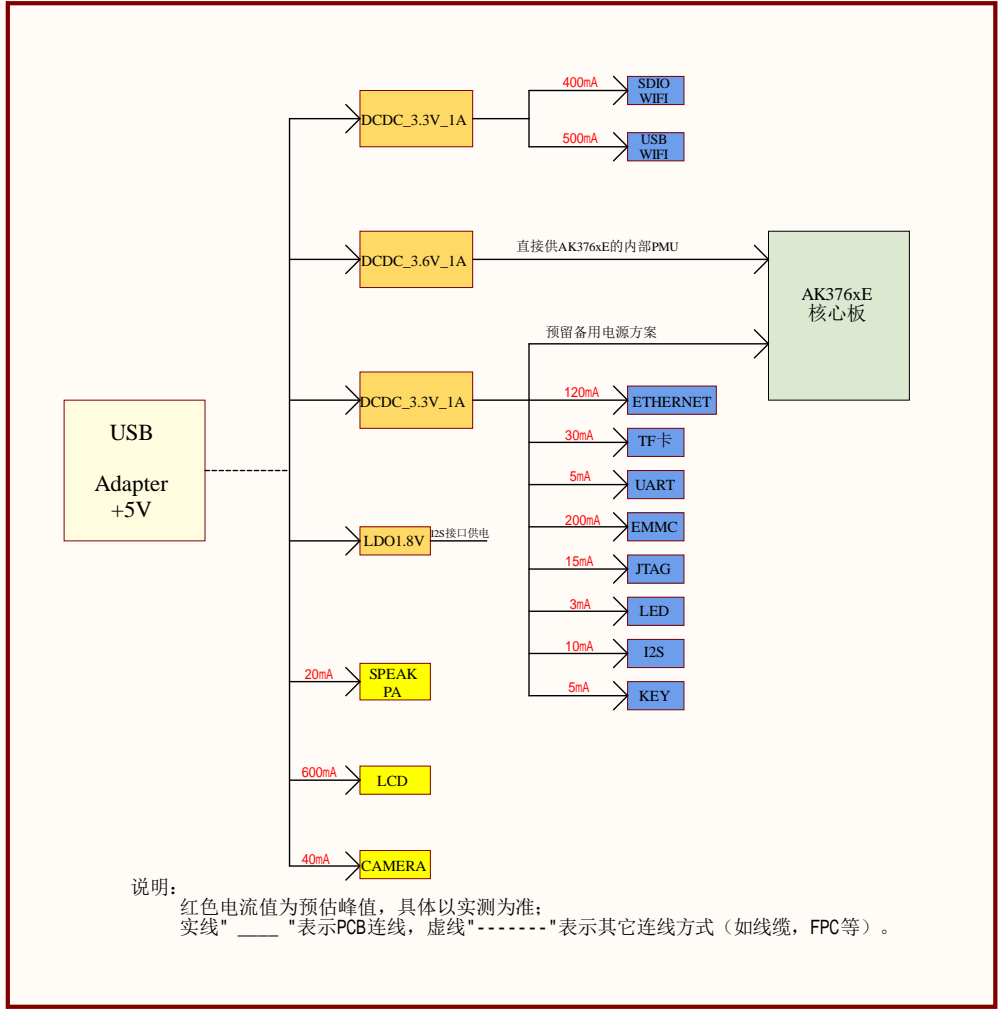 400mA
SDIO
WIFI
DCDC_3.3V_1A
500mA
USB
WIFI
直接供AK376xE的内部PMU
DCDC_3.6V_1A
AK376xE
核心板
预留备用电源方案
DCDC_3.3V_1A
120mA
ETHERNET
USB
Adapter
+5V
30mA
TF卡
5mA
UART
200mA
EMMC
LDO1.8V
I2S接口供电
15mA
JTAG
3mA
LED
10mA
I2S
20mA
SPEAK
PA
5mA
KEY
600mA
LCD
40mA
CAMERA
说明:
红色电流值为预估峰值，具体以实测为准;
实线" ____ "表示PCB连线，虚线"-------"表示其它连线方式（如线缆，FPC等）。